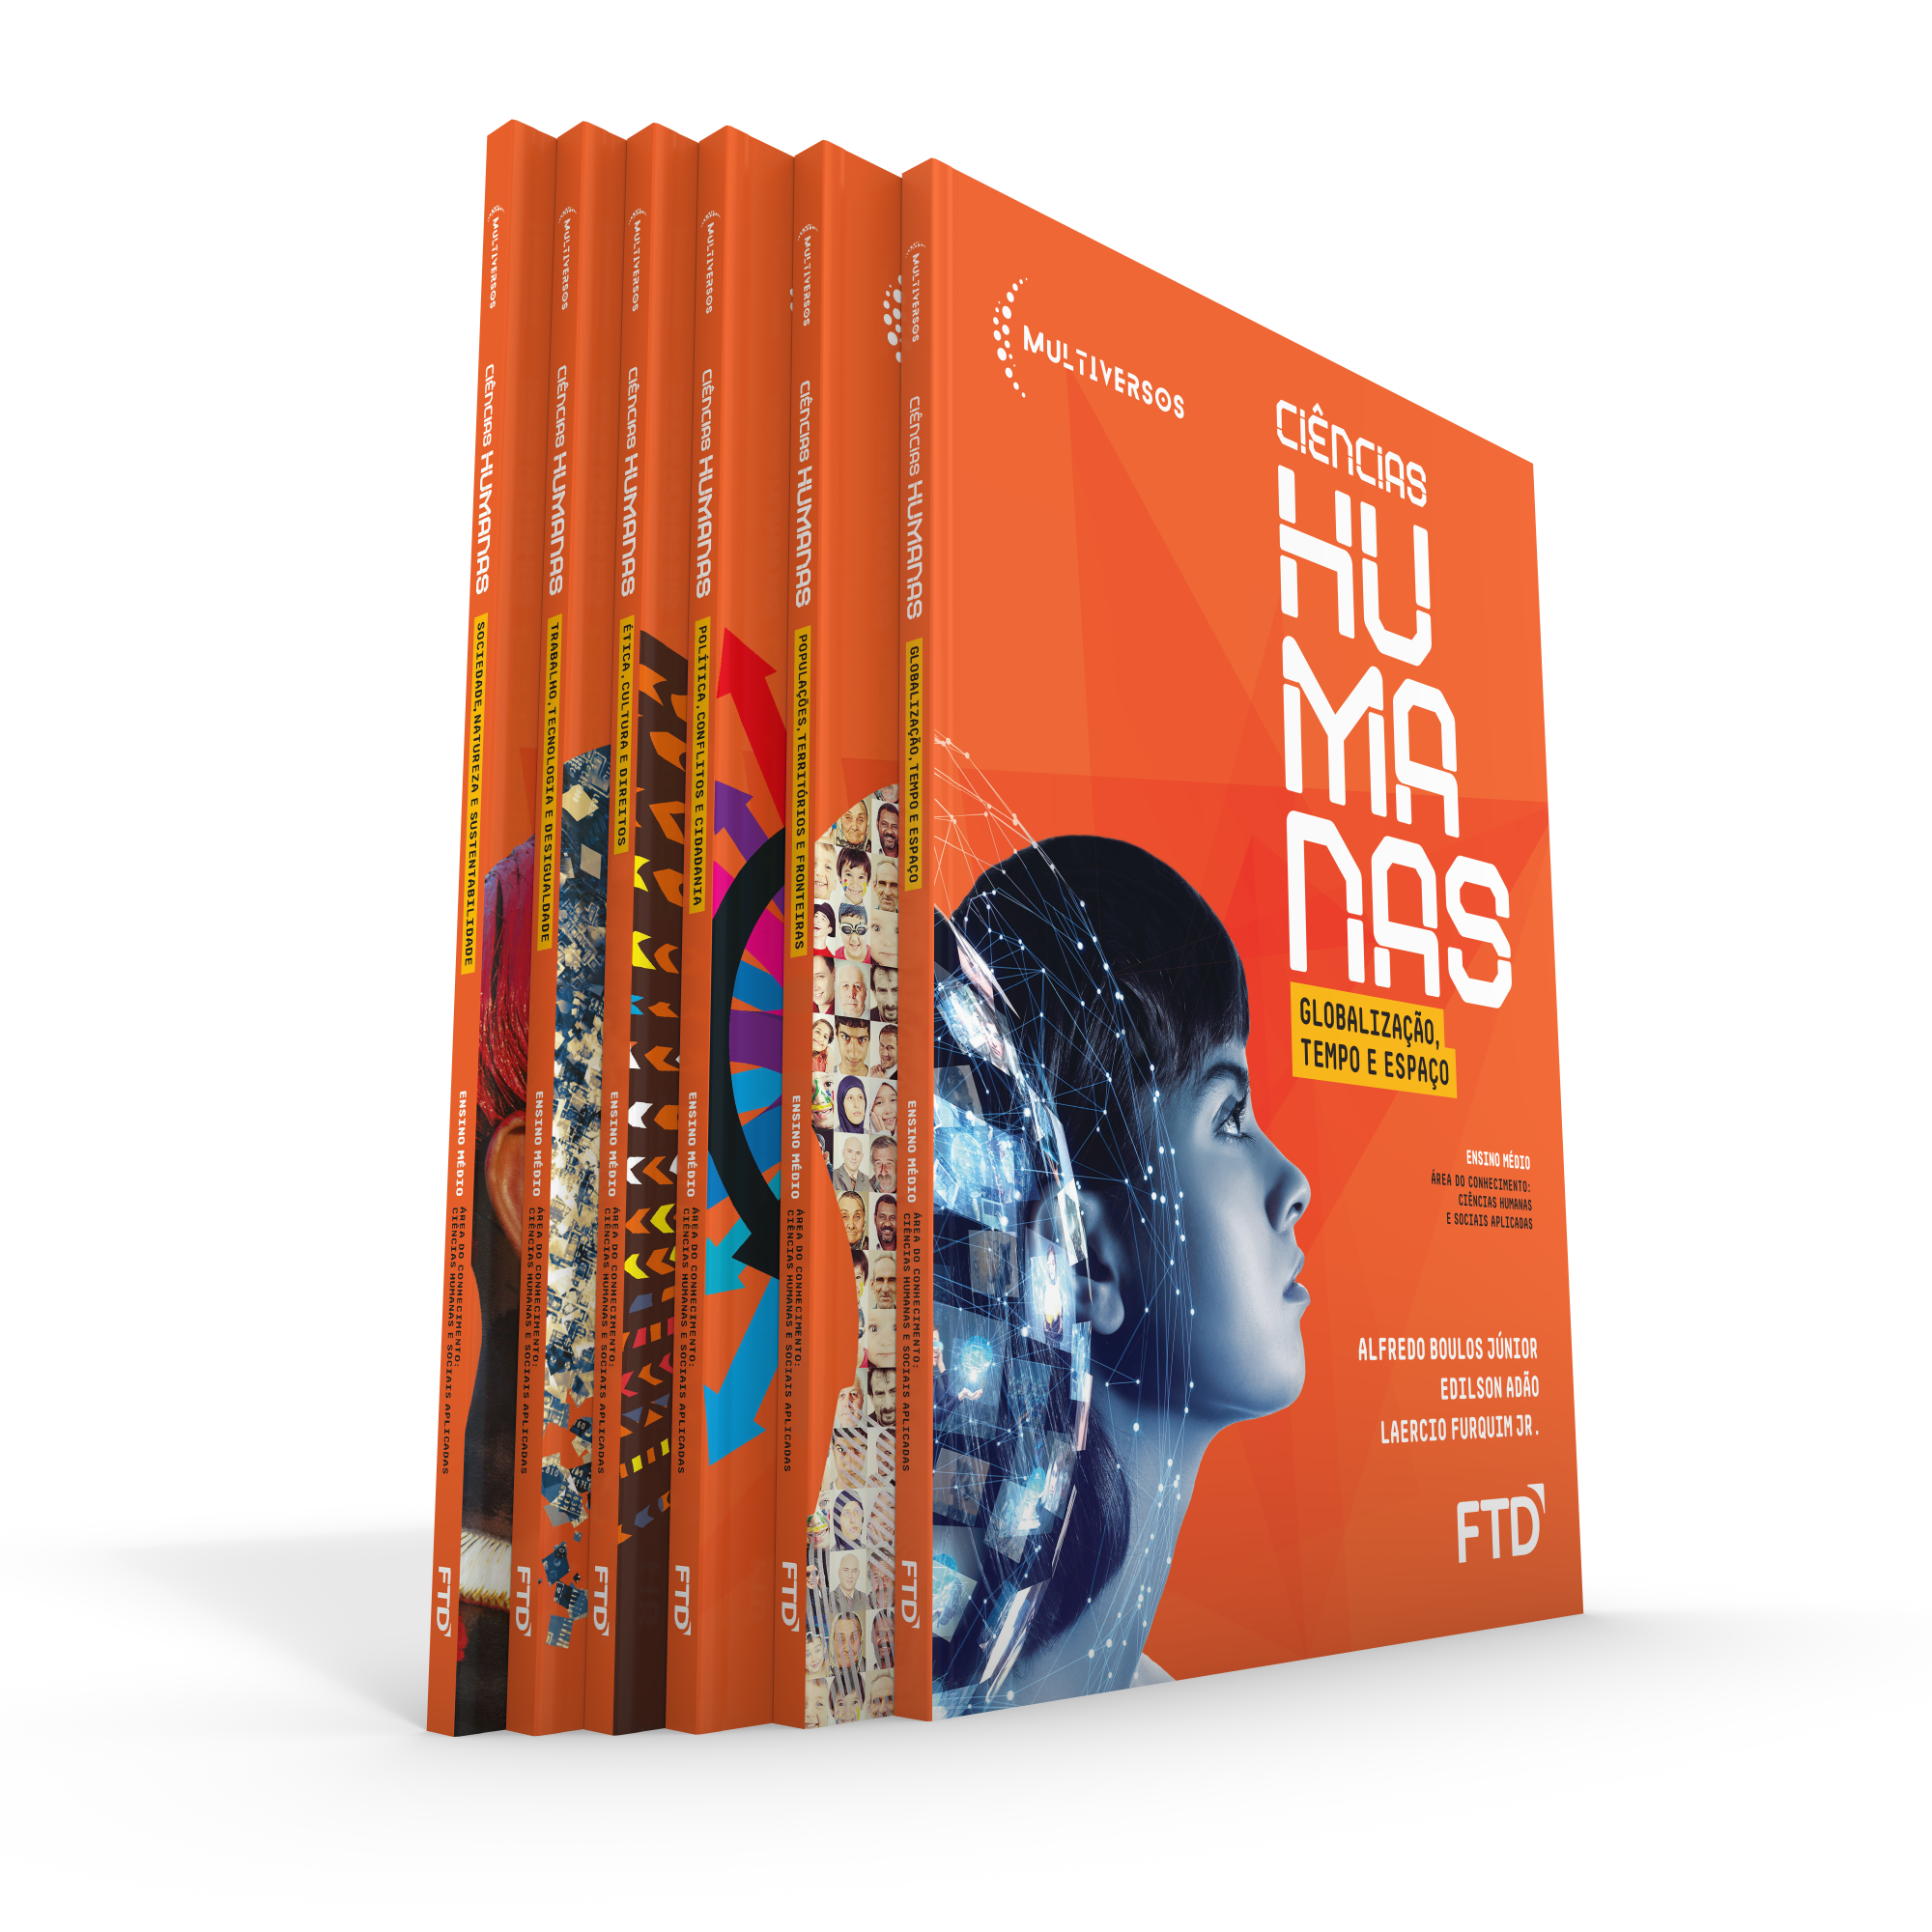 MULTIVERSOS
CIÊNCIAS HUMANAS
SOCIEDADE, NATUREZA E SUSTENTABILIDADE
ENSINO MÉDIO
ÁREA DO CONHECIMENTO:
CIÊNCIAS HUMANAS E SOCIAIS APLICADAS
FTD
MULTIVERSOS
CIÊNCIAS HUMANAS
TRABALHO, TECNOLOGIA E DESIGUALDADE
ENSINO MÉDIO
ÁREA DO CONHECIMENTO:
CIÊNCIAS HUMANAS E SOCIAIS APLICADAS
FTD
MULTIVERSOS
CIÊNCIAS HUMANAS
ÉTICA, CULTURA E DIREITOS
ENSINO MÉDIO
ÁREA DO CONHECIMENTO:
CIÊNCIAS HUMANAS E SOCIAIS APLICADAS
FTD
MULTIVERSOS
CIÊNCIAS HUMANAS
POLÍTICA, CONFLITOS E CIDADANIA
ENSINO MÉDIO
ÁREA DO CONHECIMENTO:
CIÊNCIAS HUMANAS E SOCIAIS APLICADAS
FTD
MULTIVERSOS
CIÊNCIAS HUMANAS
POPULAÇÕES, TERRITÓRIOS E FRONTEIRAS
ENSINO MÉDIO
ÁREA DO CONHECIMENTO:
CIÊNCIAS HUMANAS E SOCIAIS APLICADAS
FTD
MULTIVERSOS
CIÊNCIAS HUMANAS
GLOBALIZAÇÃO, TEMPO E ESPAÇO
ENSINO MÉDIO
ÁREA DO CONHECIMENTO:
CIÊNCIAS HUMANAS E SOCIAIS APLICADAS
FTD
MULTIVERSOS
CIÊNCIAS
HU
MA
NAS
GLOBALIZAÇÃO,
TEMPO E ESPAÇO
ENSINO MÉDIO
ÁREA DO CONHECIMENTO:
CIÊNCIAS HUMANAS
E SOCIAIS APLICADAS
ALFREDO BOULOS JÚNIOR
EDILSON ADÃO
LAERCIO FURQUIM JR.
FTD